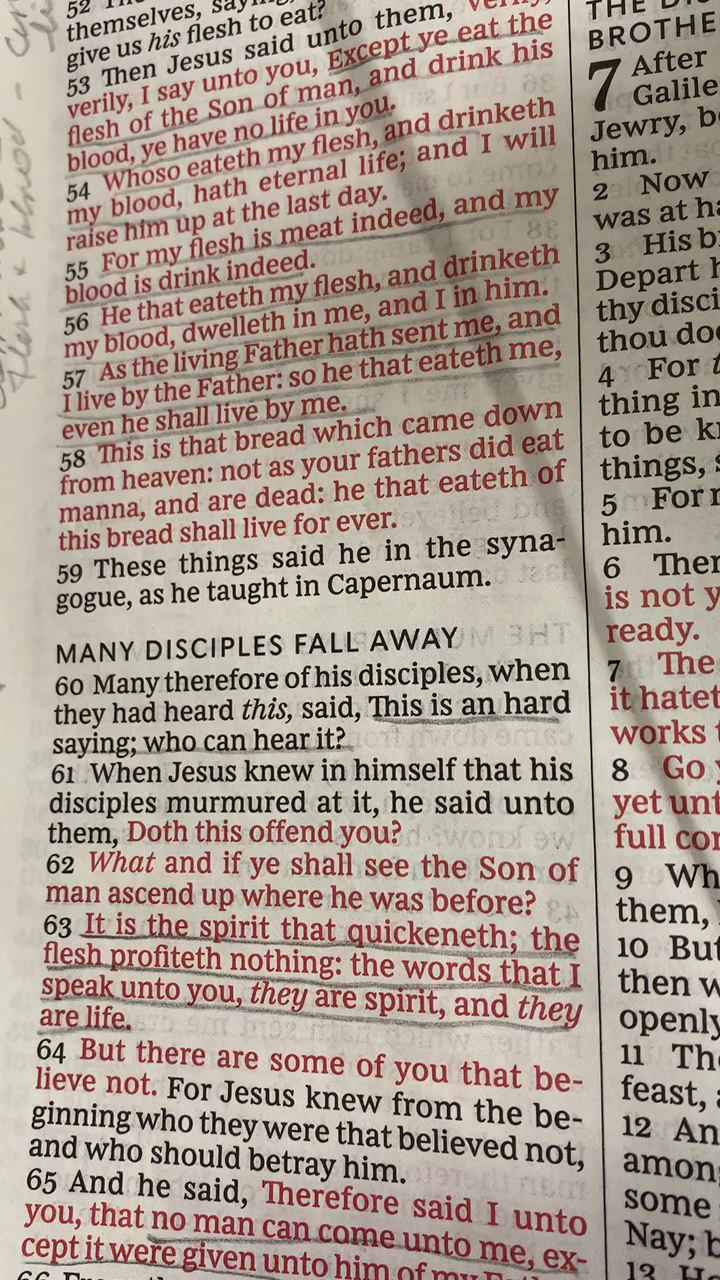 52
themselves, saying
give us his flesh to eat?
53 Then Jesus said unto them,
verily, I say unto you, Except ye eat the
flesh of the Son of man, and drink his
blood, ye have no life in you.
54 Whoso eateth my flesh, and drinketh
my blood, hath eternal life; and I will
raise him up at the last day.
55 For my flesh is meat indeed, and my
blood is drink indeed.
56 He that eateth my flesh, and drinketh
my blood, dwelleth in me, and I in him.
57 As the living Father hath sent me, and
I live by the Father: so he that eateth me,
even he shall live by me.
58 This is that bread which came down
from heaven: not as your fathers did eat
manna, and are dead: he that eateth of
this bread shall live for ever.
59 These things said he in the syna-
gogue, as he taught in Capernaum.
MANY DISCIPLES FALL AWAY
60 Many therefore of his disciples, when
they had heard this, said, This is an hard
saying; who can hear it?
61 When Jesus knew in himself that his
disciples murmured at it, he said unto
them, Doth this offend you?
62 What and if ye shall see the Son of
man ascend up where he was before?
63 It is the spirit that quickeneth; the
flesh profiteth nothing: the words that I
speak unto you, they are spirit, and they
are life.
64 But there are some of you that be-
lieve not. For Jesus knew from the be-
ginning who they were that believed not,
and who should betray him.
65 And he said, Therefore said I unto
you, that no man can come unto me, ex-
cept it were given unto him of my
THE
BROTHE
7 After
Galile
Jewry, b
him.
2 Now
was at ha
3 His b
Depart h
thy disci
thou do
4 For t
thing in
to be k
things, s
5 For
him.
6 Ther
is not y
ready.
7 The
it hatet
works t
8 Go y
yet unt
full co
9 Wh
them,
10 But
then w
openly
11 Th
feast,
12 An
among
some
Nay; b
13